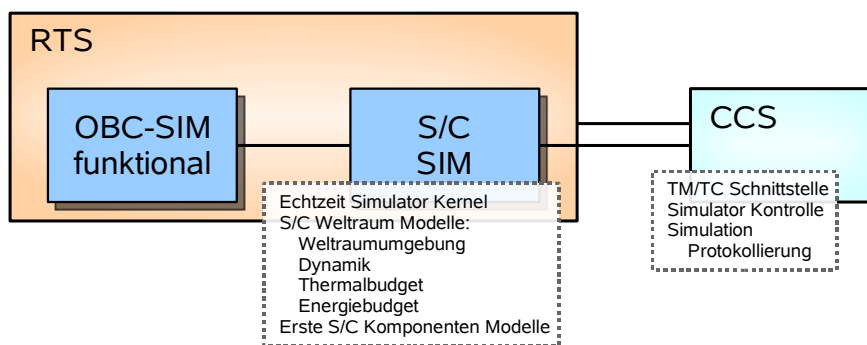 RTS
OBC-SIM
funktional
S/C
SIM
CCS
Echtzeit Simulator Kernel
S/C Weltraum Modelle:
Weltraumumgebung
Dynamik
Thermalbudget
Energiebudget
Erste S/C Komponenten Modelle
TM/TC Schnittstelle
Simulator Kontrolle
Simulation
Protokollierung